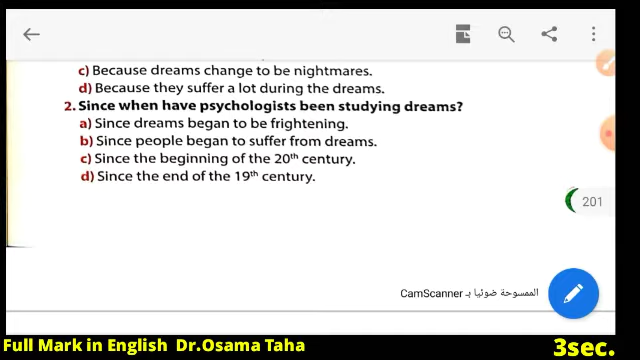 c) Because dreams change to be nightmares.
d) Because they suffer a lot during the dreams.
2. Since when have psychologists been studying dreams?
a) Since dreams began to be frightening.
b) Since people began to suffer from dreams.
c) Since the beginning of the 20th century.
d) Since the end of the 19th century.
201
الممسوحة ضوئيا بـ CamScanner
Full Mark in English Dr.Osama Taha
3sec.